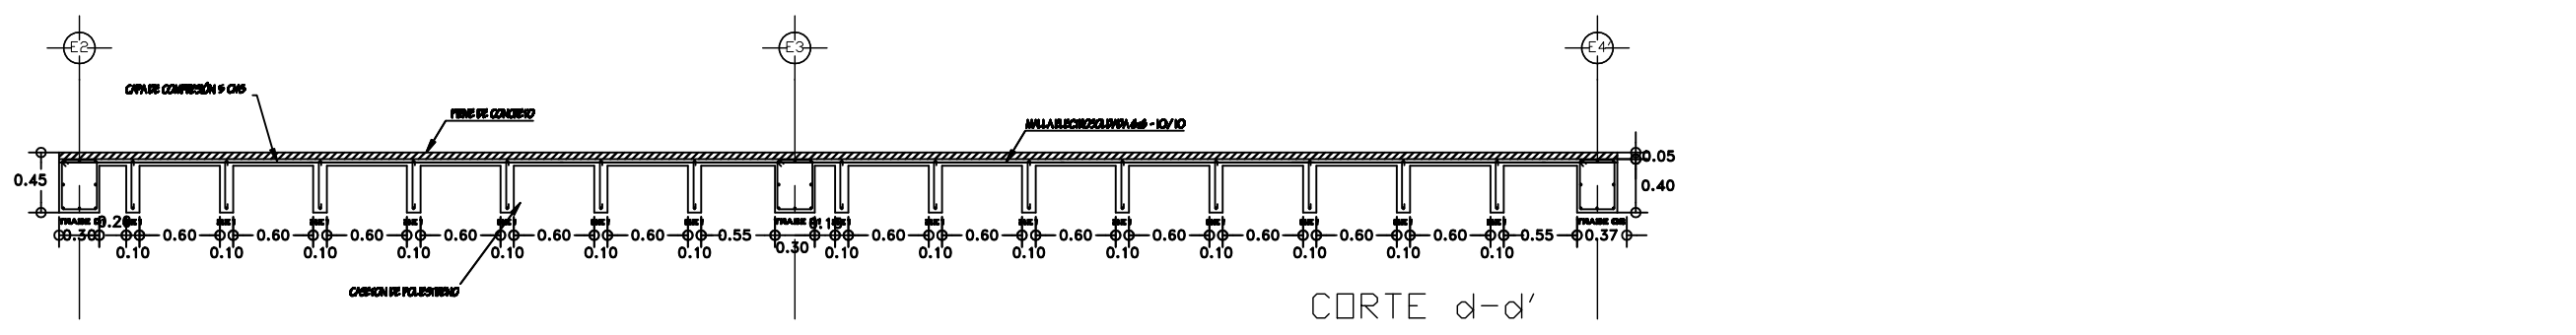 E2 E3 E4'
CAPA DE COMPRESIÓN 5 CMS
FIRME DE CONCRETO
MALLA ELECTROSOLDADA 6x6 - 10/10
0.05
0.45
0.40
0.20
0.30 0.60 0.60 0.60 0.60 0.60 0.60 0.55 0.60 0.60 0.60 0.60 0.60 0.60 0.60 0.55 0.37
0.30
0.10 0.10 0.10 0.10 0.10 0.10 0.10 0.10 0.10 0.10 0.10 0.10 0.10 0.10 0.10
CASETON DE POLIESTIRENO
CORTE d-d'